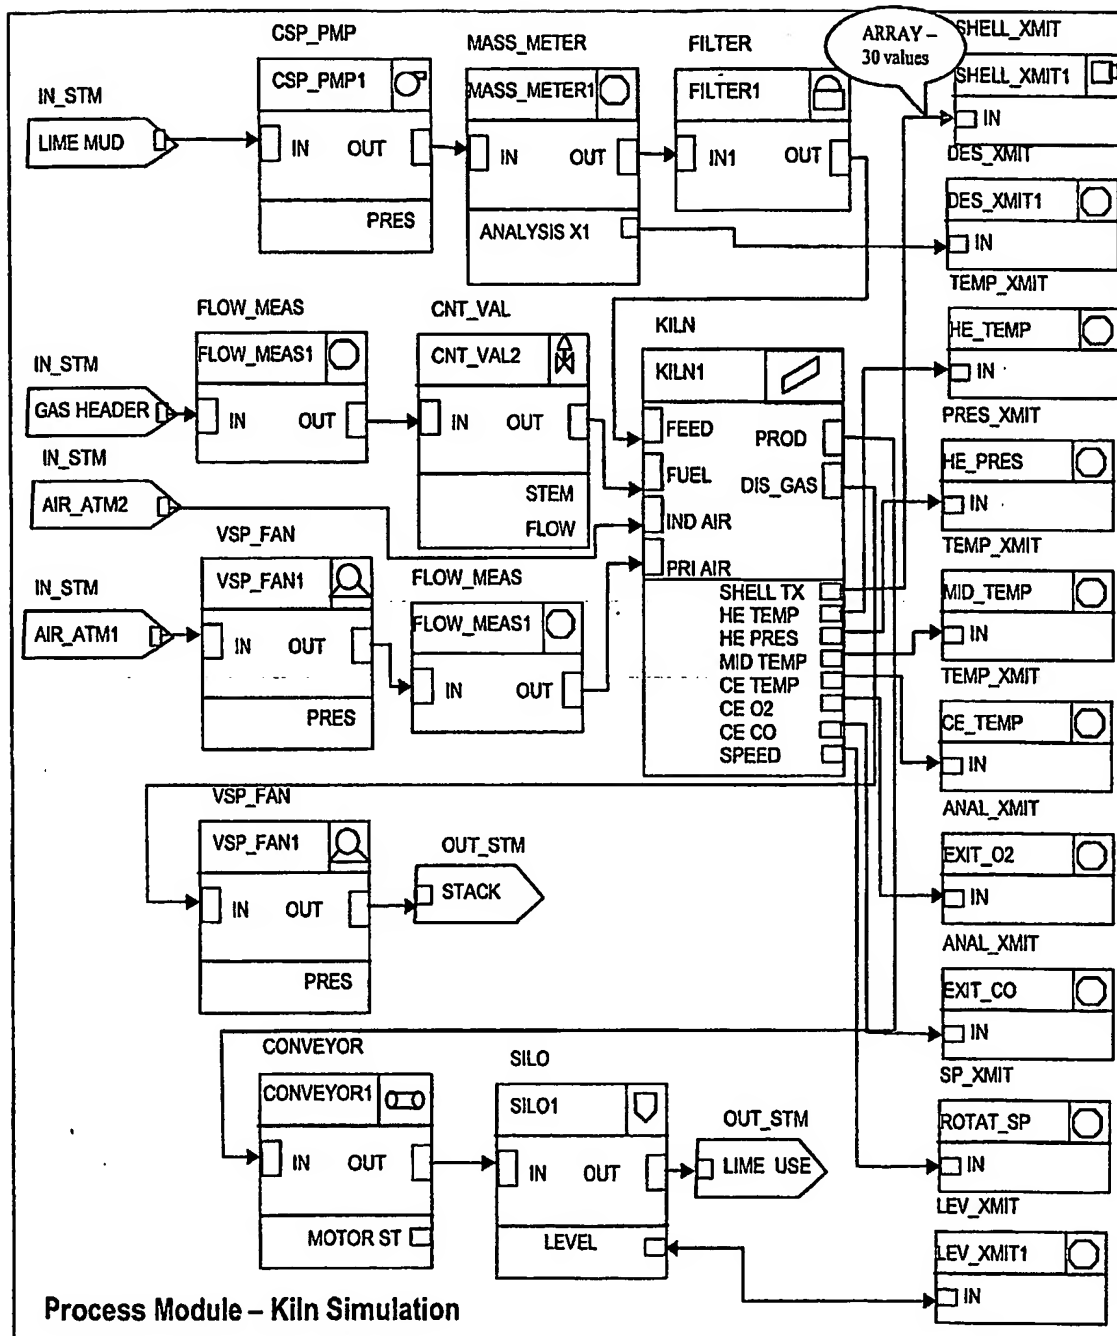 CSP_PMP
MASS_METER
FILTER
ARRAY –
30 values
SHELL_XMIT
IN_STM
CSP_PMP1
MASS_METER1
FILTER1
SHELL_XMIT1
LIME MUD
IN OUT
IN OUT
IN1 OUT
IN
DES_XMIT
PRES
ANALYSIS X1
DES_XMIT1
IN
TEMP_XMIT
FLOW_MEAS
CNT_VAL
KILN
HE_TEMP
IN
IN_STM
FLOW_MEAS1
CNT_VAL2
KILN1
GAS HEADER
IN OUT
IN OUT
PRES_XMIT
FEED PROD
HE_PRES
IN_STM
FUEL DIS_GAS
IN
AIR_ATM2
STEM
FLOW
IND AIR
PRI AIR
TEMP_XMIT
VSP_FAN
FLOW_MEAS
IN_STM
VSP_FAN1
FLOW_MEAS1
SHELL TX
HE TEMP
HE PRES
MID TEMP
CE TEMP
CE O2
CE CO
SPEED
MID_TEMP
IN
AIR_ATM1
IN OUT
IN OUT
PRES
TEMP_XMIT
CE_TEMP
IN
VSP_FAN
ANAL_XMIT
VSP_FAN1
OUT_STM
EXIT_O2
IN OUT
STACK
IN
ANAL_XMIT
PRES
EXIT_CO
IN
CONVEYOR
SILO
SP_XMIT
CONVEYOR1
SILO1
OUT_STM
ROTAT_SP
IN OUT
IN OUT
LIME USE
IN
LEV_XMIT
MOTOR ST
LEVEL
LEV_XMIT1
IN
Process Module – Kiln Simulation